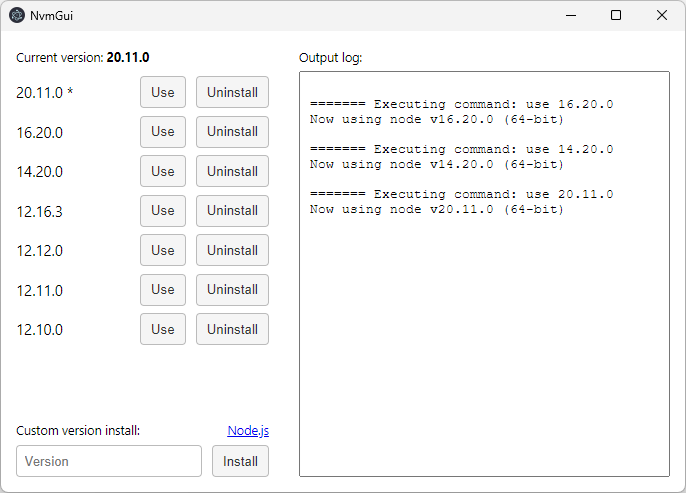 NvmGui
Current version: 20.11.0
20.11.0 * Use Uninstall
16.20.0 Use Uninstall
14.20.0 Use Uninstall
12.16.3 Use Uninstall
12.12.0 Use Uninstall
12.11.0 Use Uninstall
12.10.0 Use Uninstall
Custom version install: Node.js
Version Install
Output log:
======= Executing command: use 16.20.0
Now using node v16.20.0 (64-bit)
======= Executing command: use 14.20.0
Now using node v14.20.0 (64-bit)
======= Executing command: use 20.11.0
Now using node v20.11.0 (64-bit)